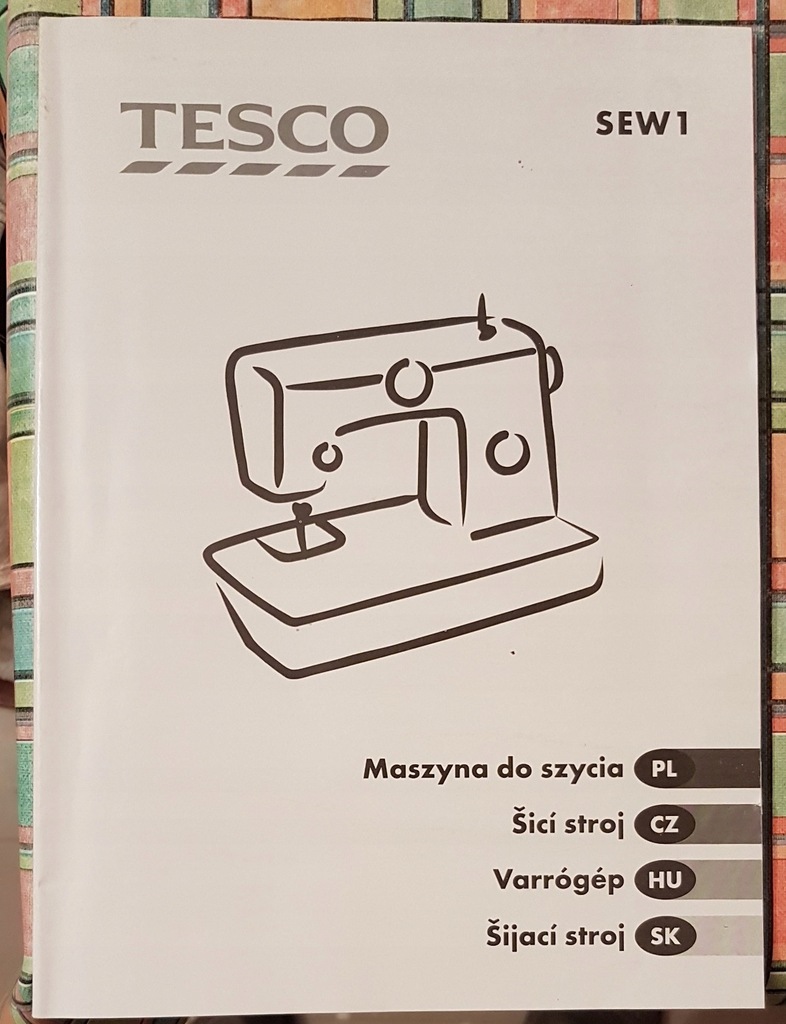 TESCO
SEW1
Maszyna do szycia PL
Šicí stroj CZ
Varrógép HU
Šijací stroj SK